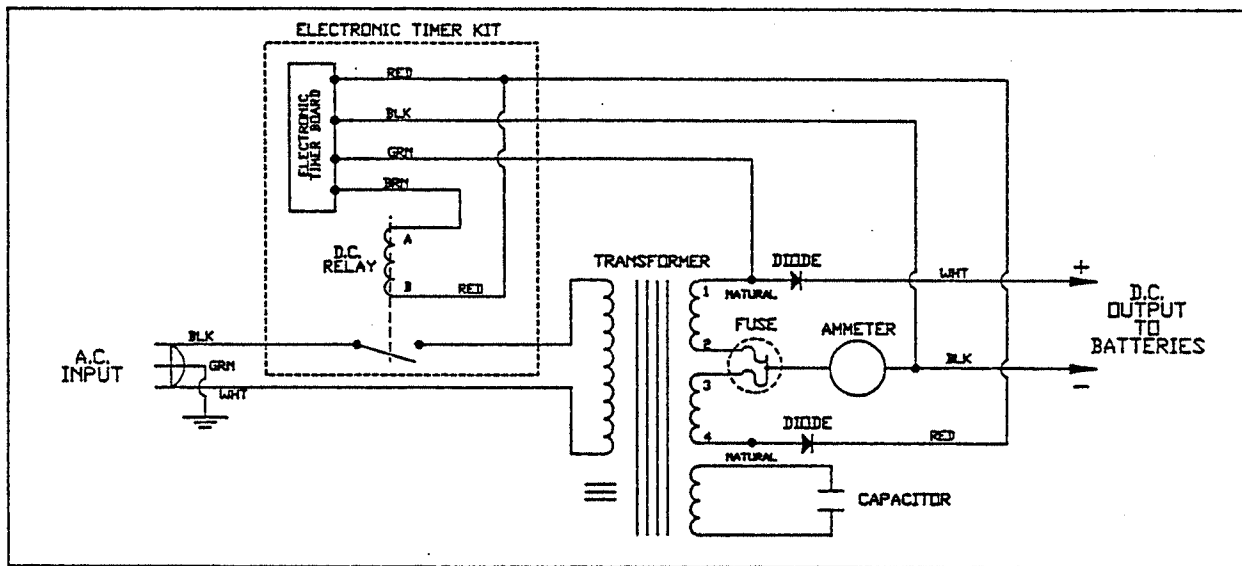 ELECTRONIC TIMER KIT
ELECTRONIC
TIMER BOARD
RED
BLK
GRN
BRN
A
D.C.
RELAY
B
RED
TRANSFORMER
DIODE
WHT
+
1
NATURAL
D.C.
OUTPUT
TO
BATTERIES
FUSE
AMMETER
2
BLK
A.C.
INPUT
BLK
GRN
WHT
3
-
DIODE
4
RED
NATURAL
CAPACITOR